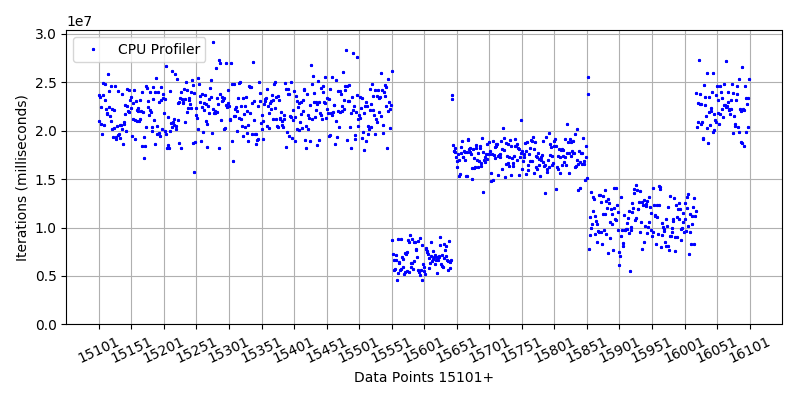 1e7
CPU Profiler
3.0
2.5
2.0
1.5
1.0
0.5
0.0
Iterations (milliseconds)
15101 15151 15201 15251 15301 15351 15401 15451 15501 15551 15601 15651 15701 15751 15801 15851 15901 15951 16001 16051 16101
Data Points 15101+